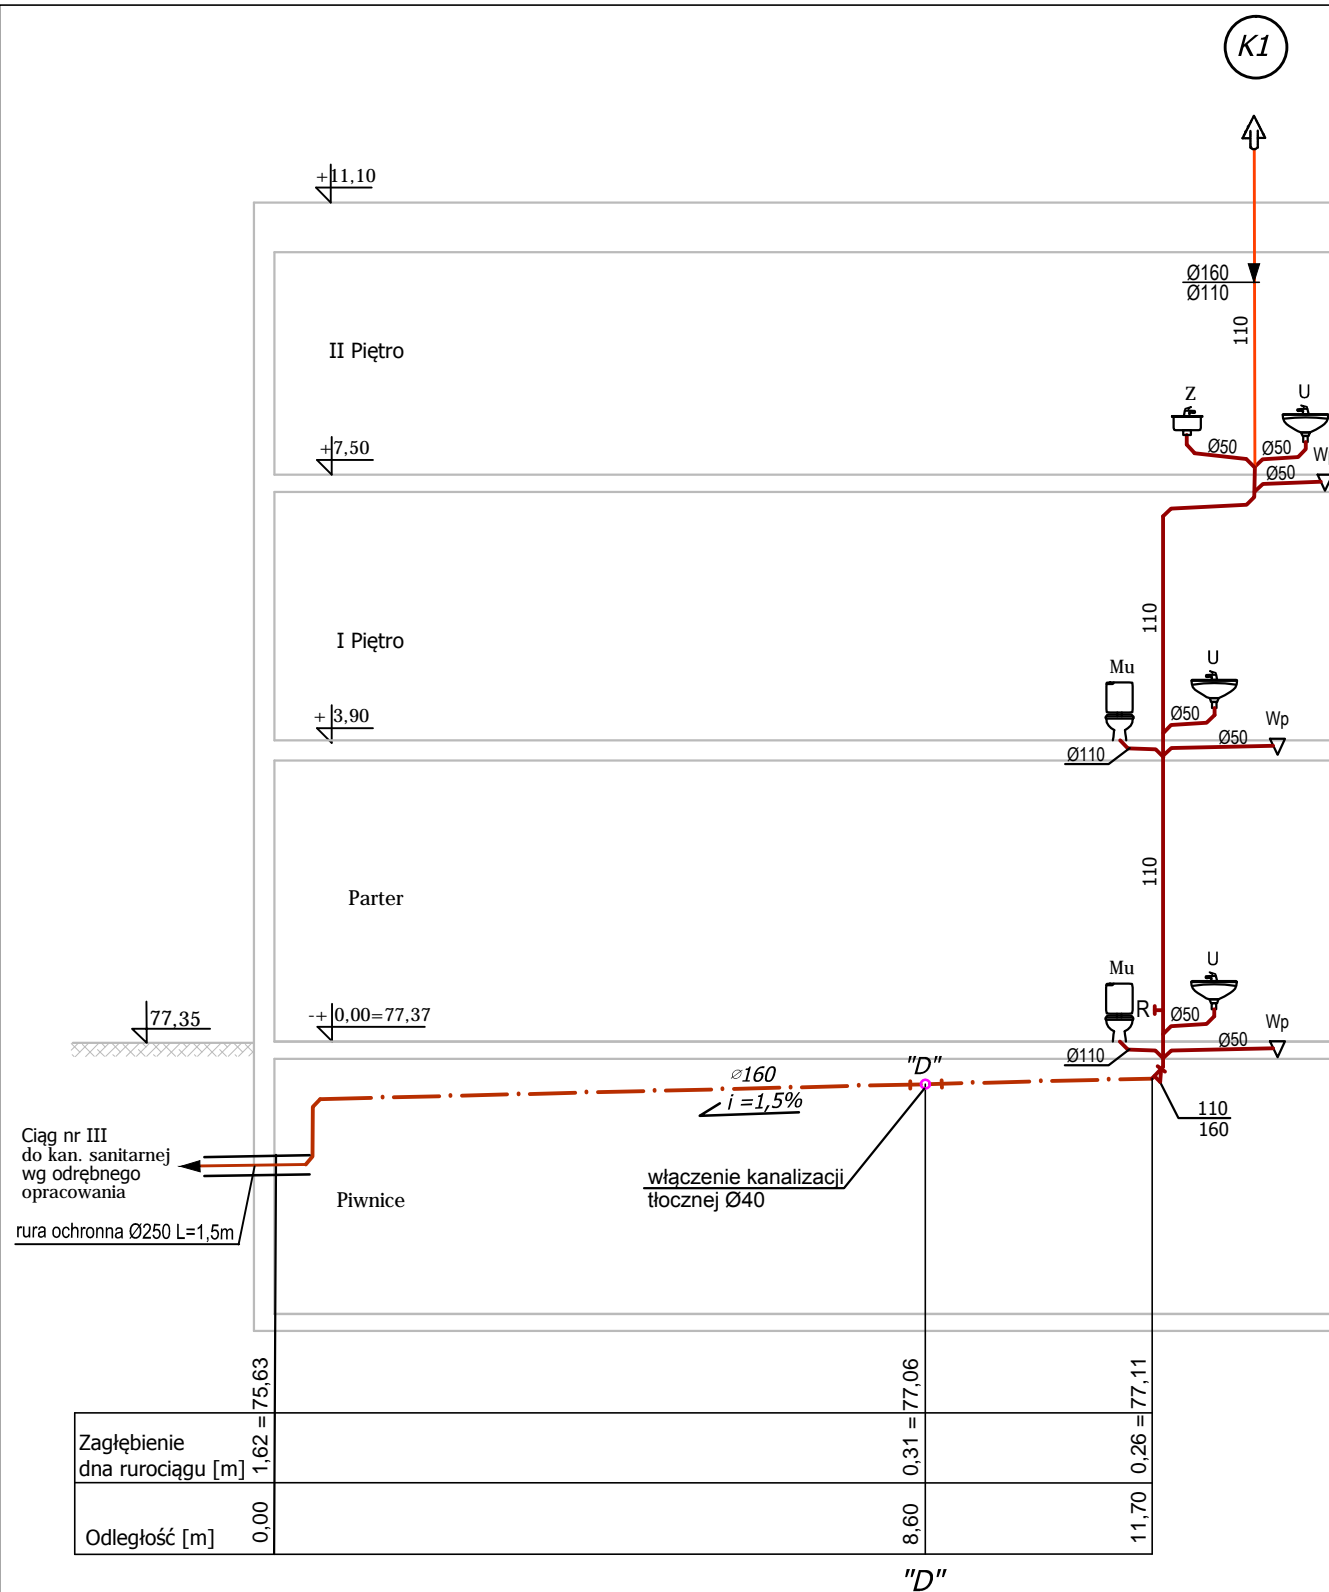 K1
+11,10
Ø160
Ø110
110
II Piętro
Z
U
+7,50
Ø50
Ø50
Ø50
110
I Piętro
Mu
U
+3,90
Ø50
Wp
Ø50
Ø110
110
Parter
Mu
U
R
77,35
-+0,00=77,37
Ø50
Wp
Ø50
Ø110
"D"
⌀160
i =1,5%
110
160
Ciąg nr III
do kan. sanitarnej
wg odrębnego
opracowania
włączenie kanalizacji
tłocznej Ø40
Piwnice
rura ochronna Ø250 L=1,5m
Zagłębienie
dna rurociągu [m]
1,62 = 75,63
0,31 = 77,06
0,26 = 77,11
Odległość [m]
0,00
8,60
11,70
"D"